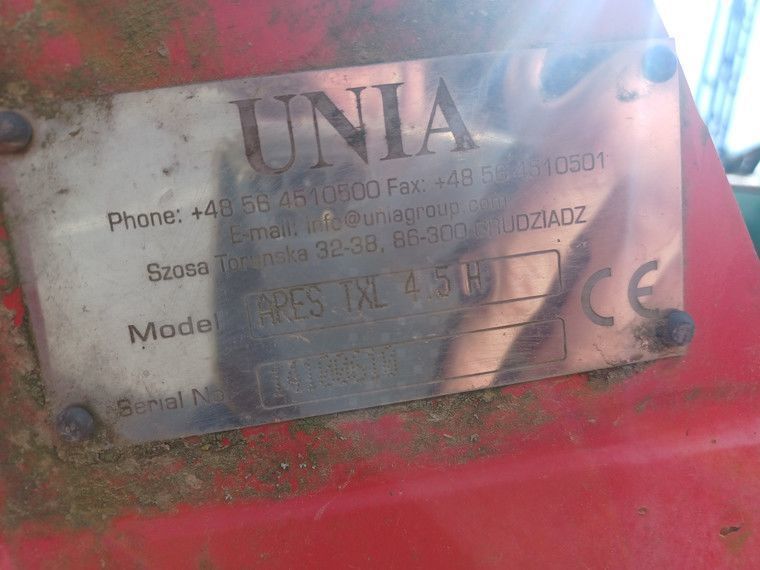 UNIA
Phone: +48 56 4510500 Fax: +48 56 4510501
E-mail: info@uniagroup.com
Szosa Torunska 32-38, 86-300 GRUDZIADZ
Model ARES TXL 4.5 H
CE
Serial No